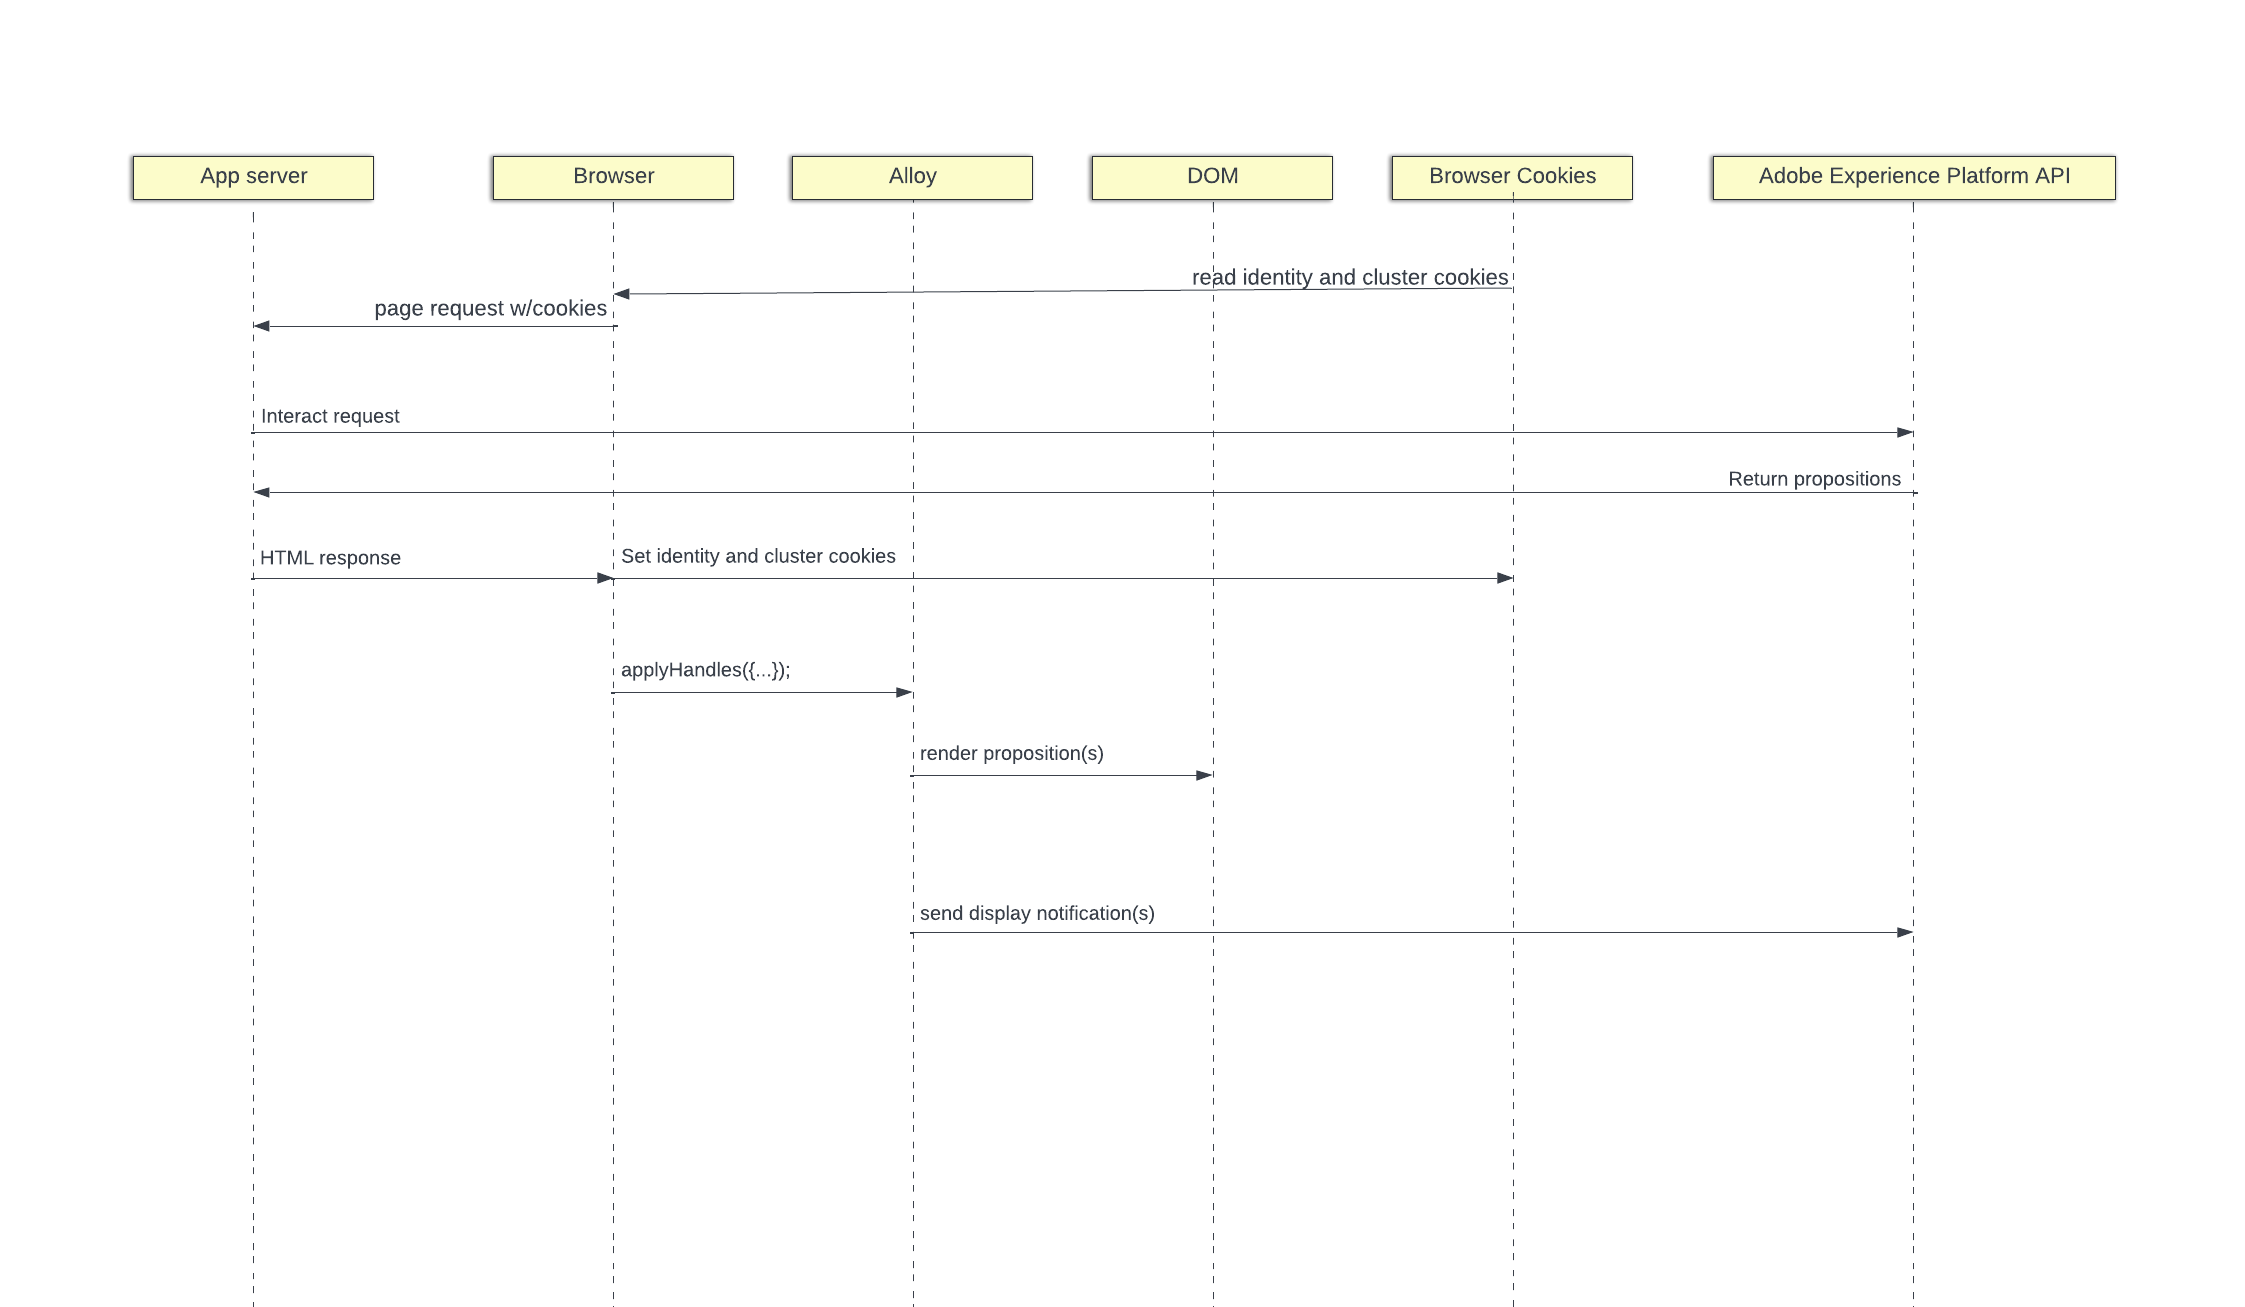 App server
Browser
Alloy
DOM
Browser Cookies
Adobe Experience Platform API
read identity and cluster cookies
page request w/cookies
Interact request
Return propositions
HTML response
Set identity and cluster cookies
applyHandles({...});
render proposition(s)
send display notification(s)